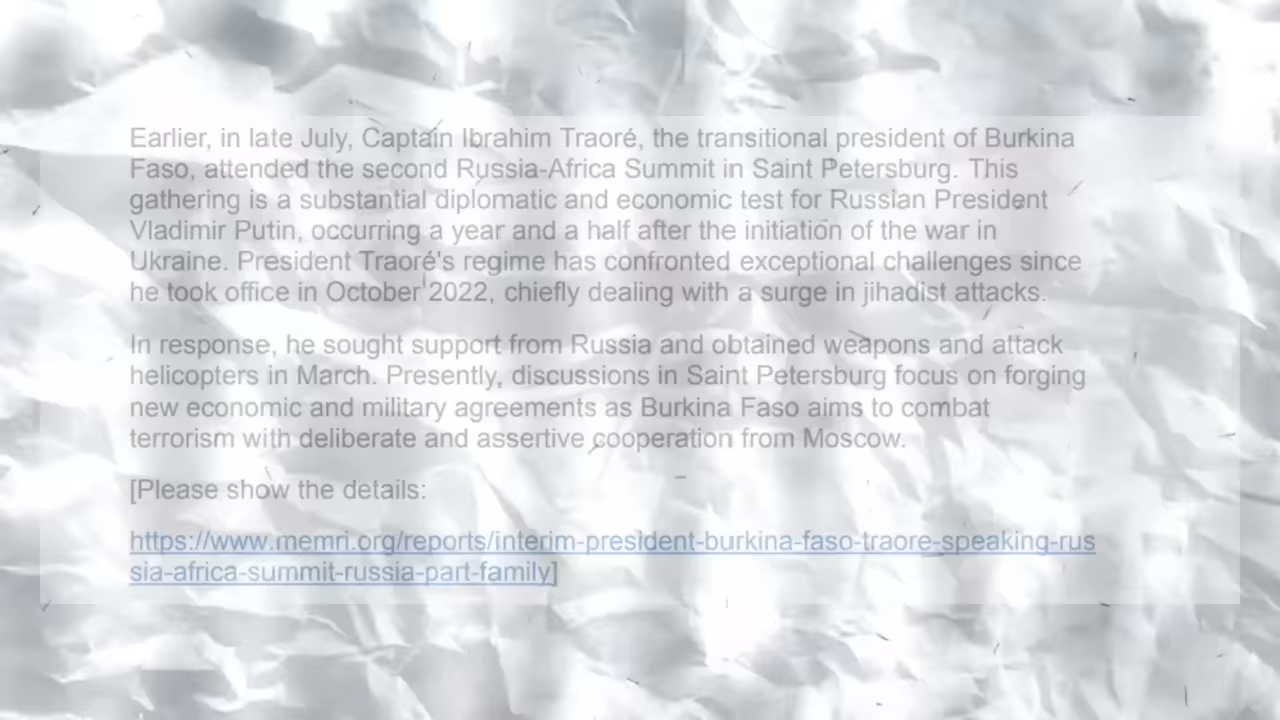 Earlier, in late July, Captain Ibrahim Traoré, the transitional president of Burkina
Faso, attended the second Russia-Africa Summit in Saint Petersburg. This
gathering is a substantial diplomatic and economic test for Russian President
Vladimir Putin, occurring a year and a half after the initiation of the war in
Ukraine. President Traoré's regime has confronted exceptional challenges since
he took office in October 2022, chiefly dealing with a surge in jihadist attacks.
In response, he sought support from Russia and obtained weapons and attack
helicopters in March. Presently, discussions in Saint Petersburg focus on forging
new economic and military agreements as Burkina Faso aims to combat
terrorism with deliberate and assertive cooperation from Moscow.
[Please show the details:
https://www.memri.org/reports/interim-president-burkina-faso-traore-speaking-rus
sia-africa-summit-russia-part-family]